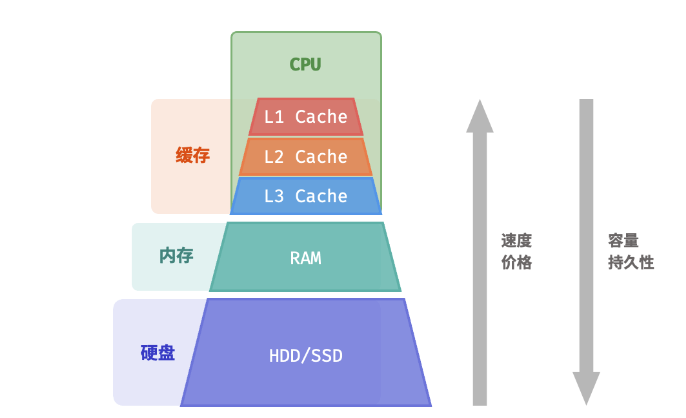 CPU
L1 Cache
缓存
L2 Cache
L3 Cache
内存
RAM
硬盘
HDD/SSD
速度
价格
容量
持久性